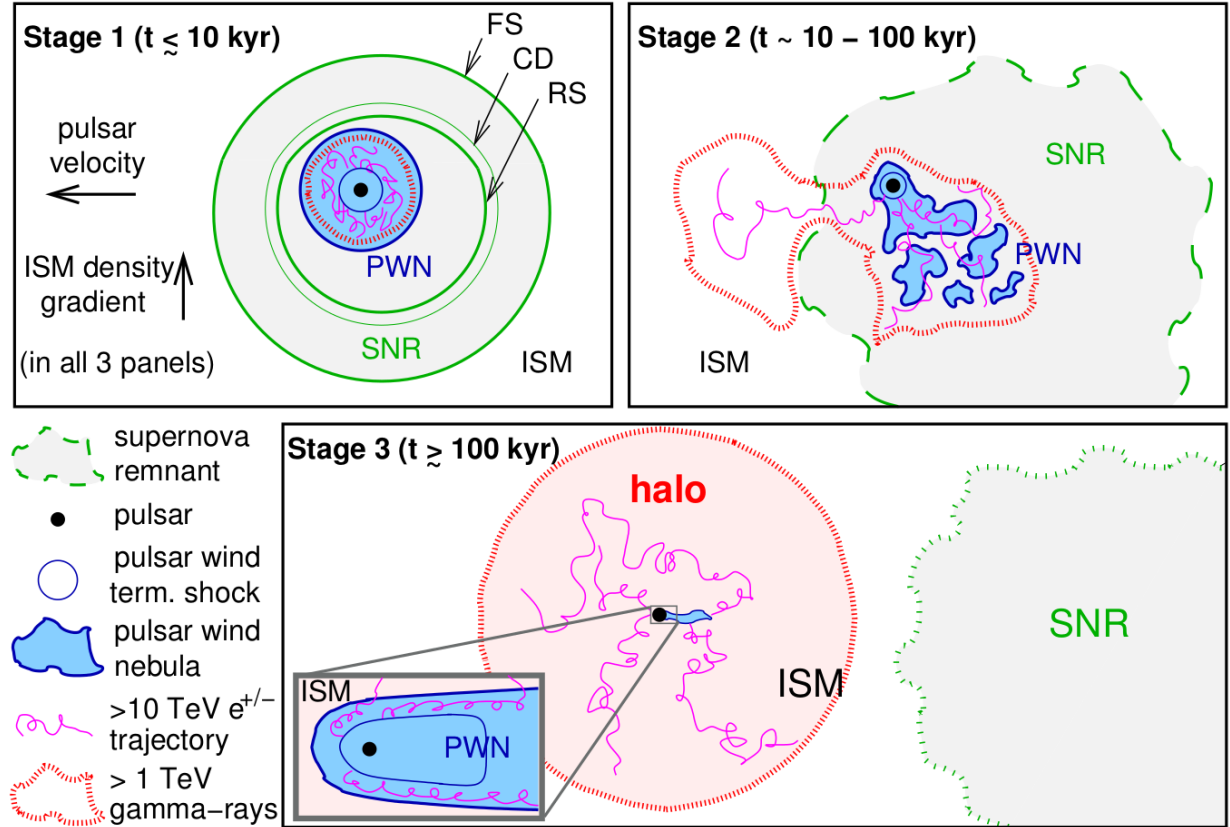 Stage 1 (t ≲ 10 kyr)
FS
CD
RS
pulsar
velocity
PWN
ISM density
gradient
SNR
ISM
(in all 3 panels)
Stage 2 (t ~ 10 – 100 kyr)
SNR
PWN
ISM
supernova
remnant
pulsar
pulsar wind
term. shock
pulsar wind
nebula
>10 TeV e+/−
trajectory
> 1 TeV
gamma−rays
Stage 3 (t ≳ 100 kyr)
halo
SNR
ISM
ISM
PWN